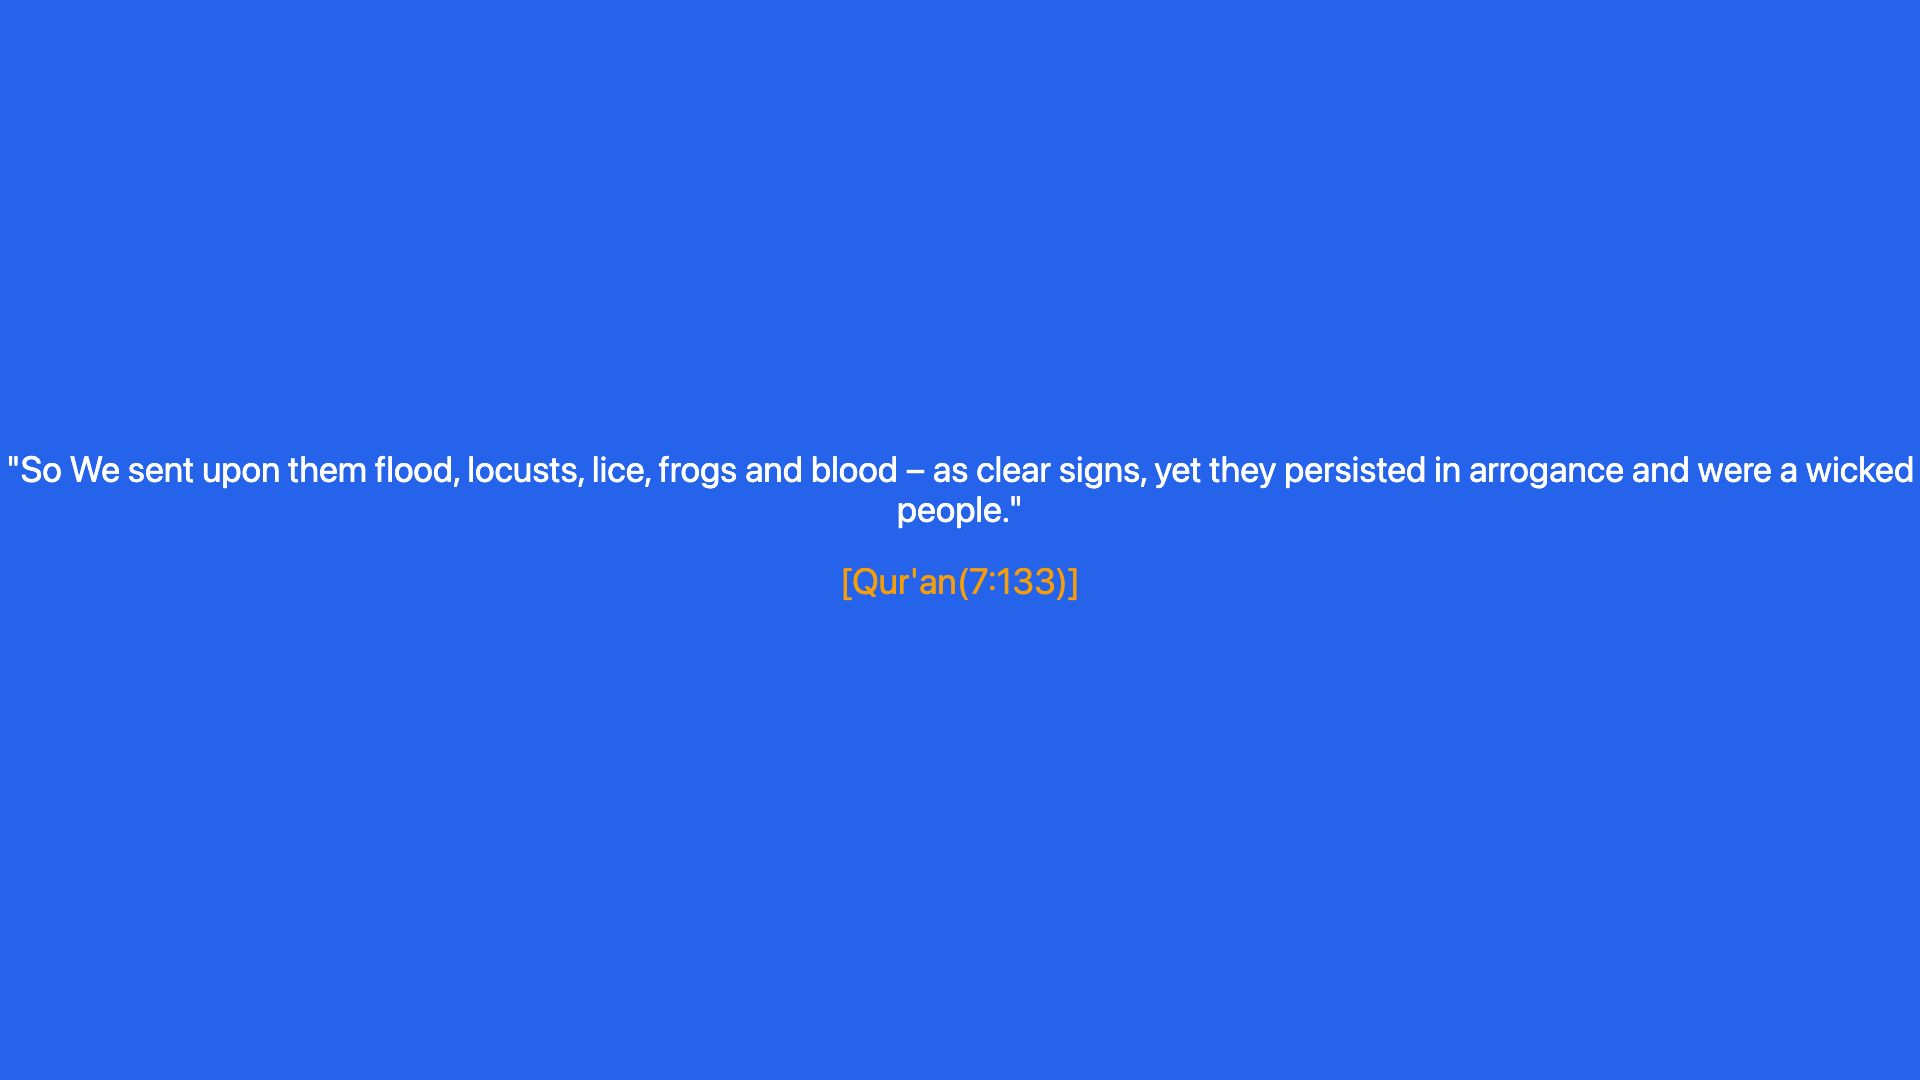 "So We sent upon them flood, locusts, lice, frogs and blood – as clear signs, yet they persisted in arrogance and were a wicked
people."
[Qur'an(7:133)]